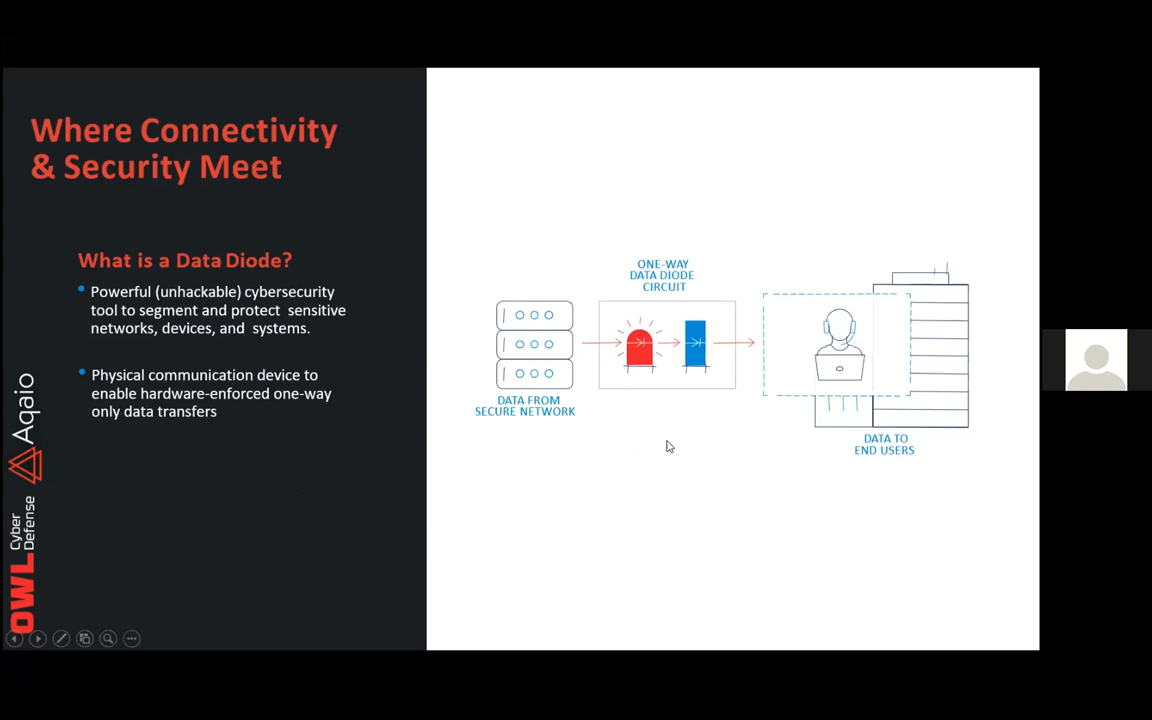 Where Connectivity
& Security Meet
What is a Data Diode?
Powerful (unhackable) cybersecurity
tool to segment and protect sensitive
networks, devices, and systems.
Physical communication device to
enable hardware-enforced one-way
only data transfers
OWL Cyber
Defense
Aqaio
ONE-WAY
DATA DIODE
CIRCUIT
DATA FROM
SECURE NETWORK
DATA TO
END USERS